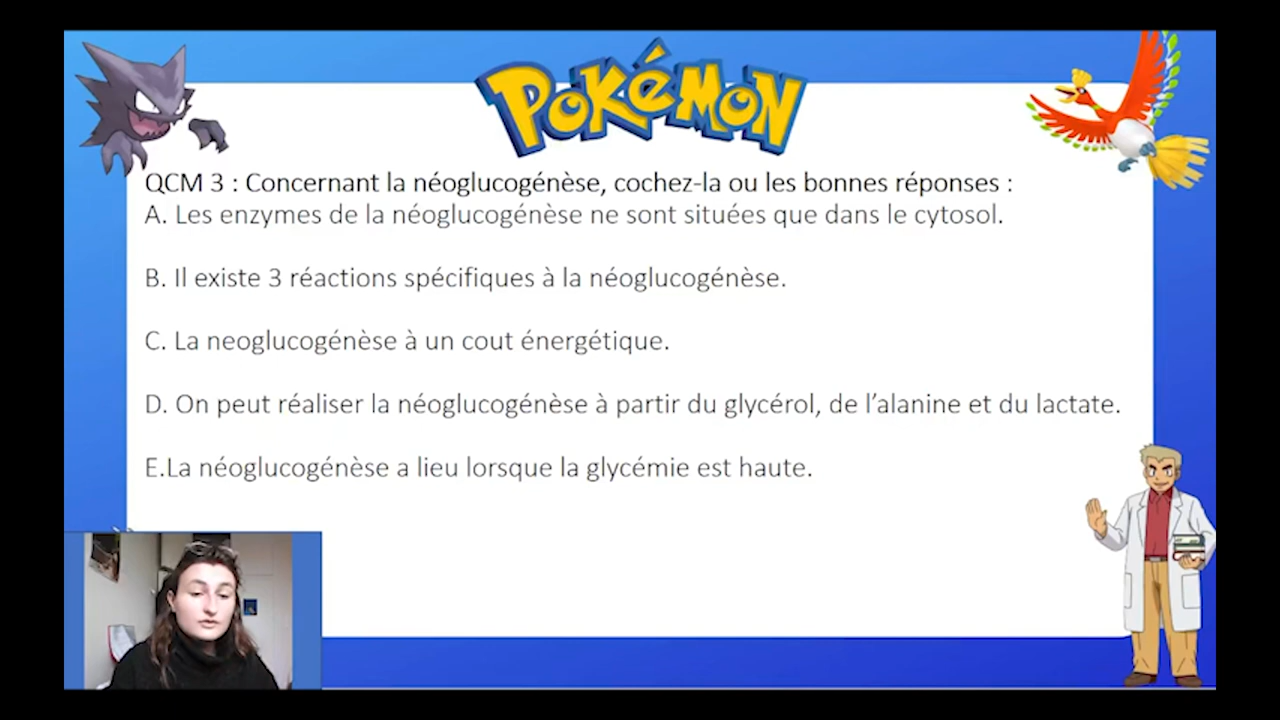 POKéMON
QCM 3 : Concernant la néoglucogénèse, cochez-la ou les bonnes réponses :
A. Les enzymes de la néoglucogénèse ne sont situées que dans le cytosol.
B. Il existe 3 réactions spécifiques à la néoglucogénèse.
C. La neoglucogénèse à un cout énergétique.
D. On peut réaliser la néoglucogénèse à partir du glycérol, de l’alanine et du lactate.
E.La néoglucogénèse a lieu lorsque la glycémie est haute.